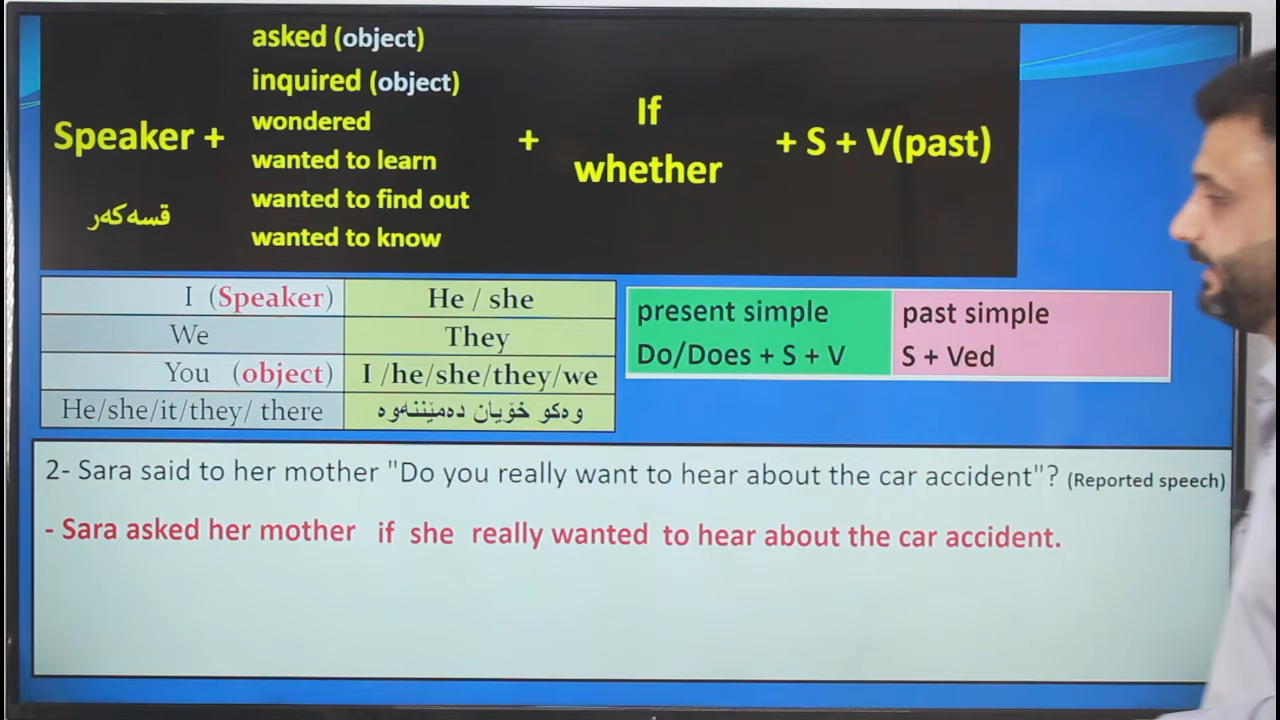 asked (object)
inquired (object)
wondered
wanted to learn
wanted to find out
wanted to know
Speaker +
قسەکەر
+
If
whether
+ S + V(past)
I (Speaker) He / she
We They
You (object) I /he/she/they/we
He/she/it/they/ there وەکو خۆیان دەمێننەوە
present simple past simple
Do/Does + S + V S + Ved
2- Sara said to her mother "Do you really want to hear about the car accident"? (Reported speech)
- Sara asked her mother if she really wanted to hear about the car accident.